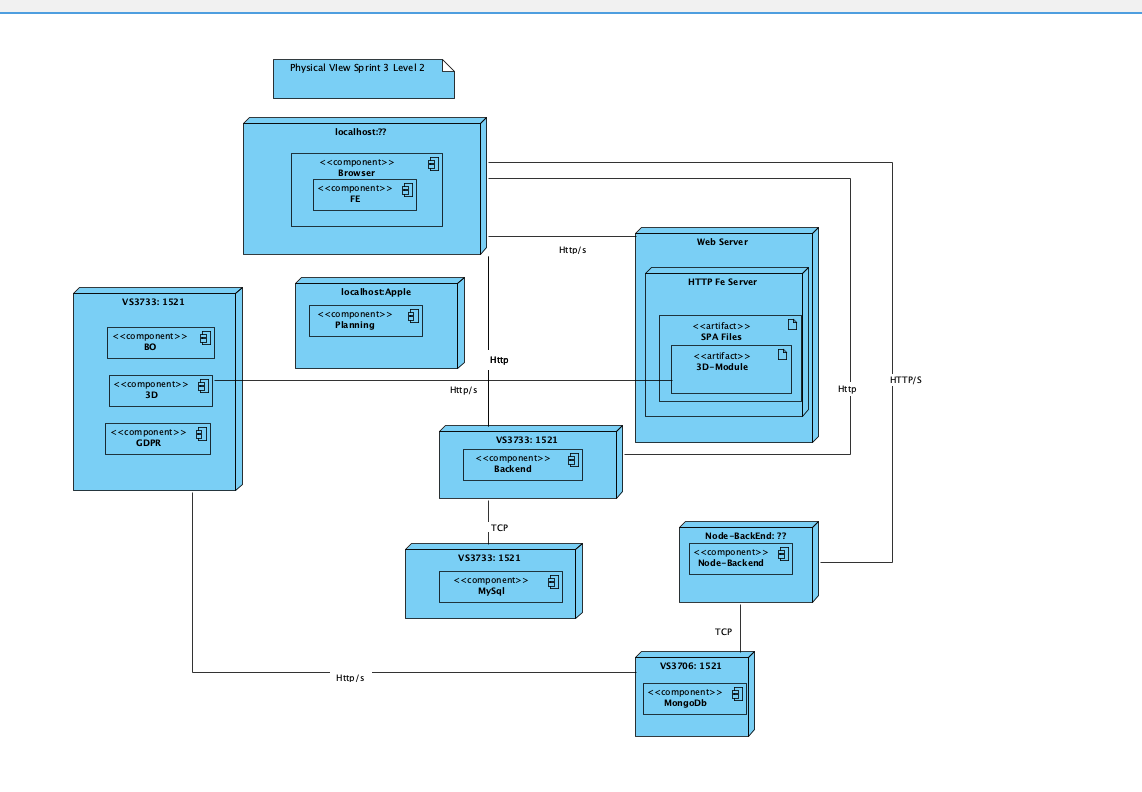 Physical VIew Sprint 3 Level 2
localhost:??
<<component>>
Browser
<<component>>
FE
Http/s
Web Server
HTTP Fe Server
<<artifact>>
SPA Files
<<artifact>>
3D-Module
localhost:Apple
<<component>>
Planning
VS3733: 1521
<<component>>
BO
<<component>>
3D
<<component>>
GDPR
Http
Http/s
Http
HTTP/S
VS3733: 1521
<<component>>
Backend
TCP
VS3733: 1521
<<component>>
MySql
Node-BackEnd: ??
<<component>>
Node-Backend
TCP
VS3706: 1521
<<component>>
MongoDb
Http/s